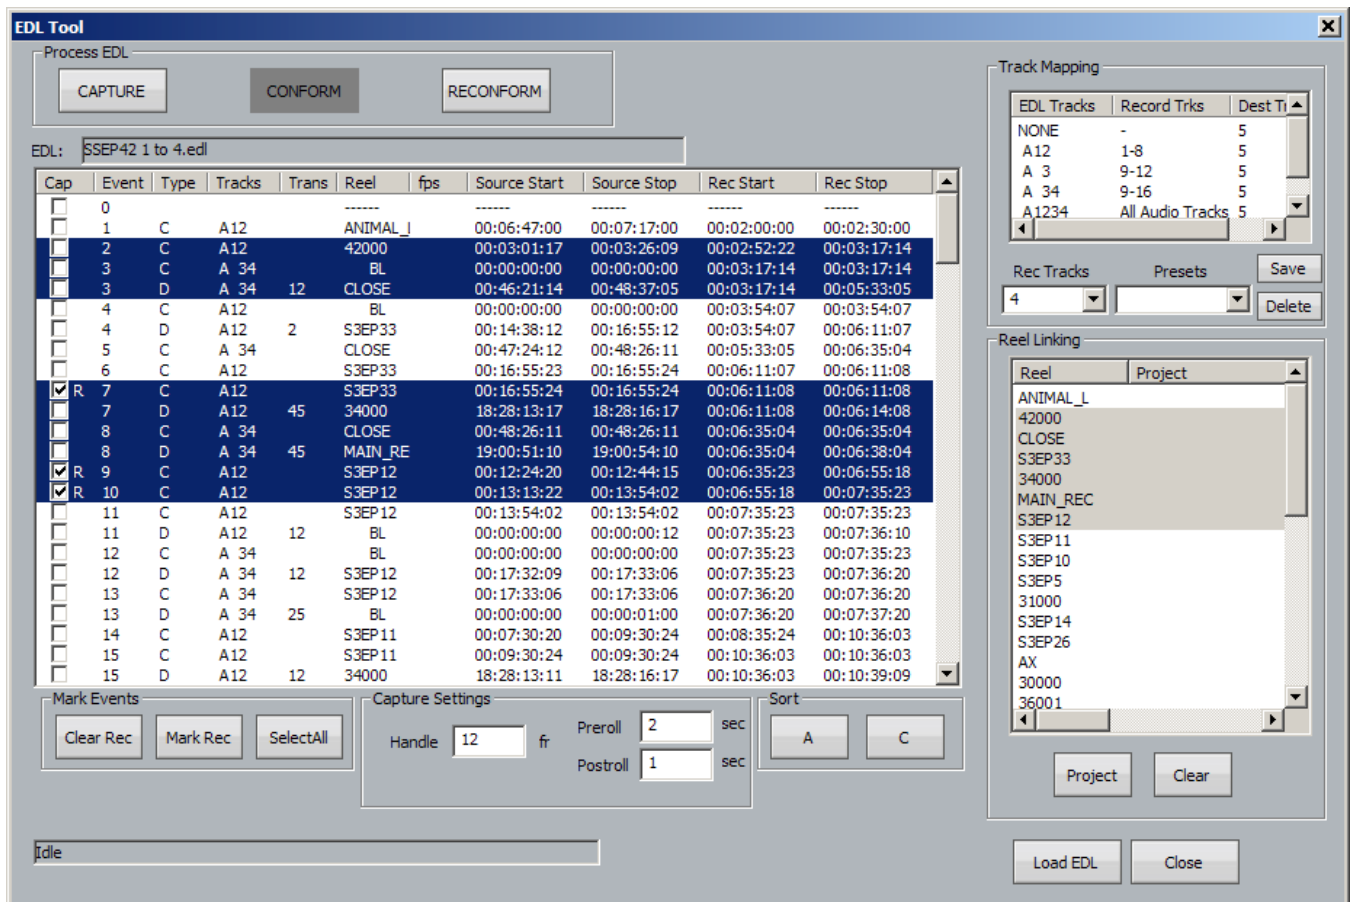 EDL Tool
Process EDL
CAPTURE CONFORM RECONFORM
EDL: SSEP42 1 to 4.edl
Cap Event Type Tracks Trans Reel fps Source Start Source Stop Rec Start Rec Stop
0 ------ ------ ------ ------ ------
1 C A12 ANIMAL_ 00:06:47:00 00:07:17:00 00:02:00:00 00:02:30:00
2 C A12 42000 00:03:01:17 00:03:26:09 00:02:52:22 00:03:17:14
3 C A 34 BL 00:00:00:00 00:00:00:00 00:03:17:14 00:03:17:14
3 D A 34 12 CLOSE 00:46:21:14 00:48:37:05 00:03:17:14 00:05:33:05
4 C A12 BL 00:00:00:00 00:00:00:00 00:03:54:07 00:03:54:07
4 D A12 2 S3EP33 00:14:38:12 00:16:55:12 00:03:54:07 00:06:11:07
5 C A 34 CLOSE 00:47:24:12 00:48:26:11 00:05:33:05 00:06:35:04
6 C A12 S3EP33 00:16:55:23 00:16:55:24 00:06:11:07 00:06:11:08
R 7 C A12 S3EP33 00:16:55:24 00:16:55:24 00:06:11:08 00:06:11:08
7 D A12 45 34000 18:28:13:17 18:28:16:17 00:06:11:08 00:06:14:08
8 C A 34 CLOSE 00:48:26:11 00:48:26:11 00:06:35:04 00:06:35:04
8 D A 34 45 MAIN_RE 19:00:51:10 19:00:54:10 00:06:35:04 00:06:38:04
R 9 C A12 S3EP12 00:12:24:20 00:12:44:15 00:06:35:23 00:06:55:18
R 10 C A12 S3EP12 00:13:13:22 00:13:54:02 00:06:55:18 00:07:35:23
11 C A12 S3EP12 00:13:54:02 00:13:54:02 00:07:35:23 00:07:35:23
11 D A12 12 BL 00:00:00:00 00:00:00:12 00:07:35:23 00:07:36:10
12 C A 34 BL 00:00:00:00 00:00:00:00 00:07:35:23 00:07:35:23
12 D A 34 12 S3EP12 00:17:32:09 00:17:33:06 00:07:35:23 00:07:36:20
13 C A 34 S3EP12 00:17:33:06 00:17:33:06 00:07:36:20 00:07:36:20
13 D A 34 25 BL 00:00:00:00 00:00:01:00 00:07:36:20 00:07:37:20
14 C A12 S3EP11 00:07:30:20 00:09:30:24 00:08:35:24 00:10:36:03
15 C A12 S3EP11 00:09:30:24 00:09:30:24 00:10:36:03 00:10:36:03
15 D A12 12 34000 18:28:13:11 18:28:16:17 00:10:36:03 00:10:39:09
Mark Events
Clear Rec Mark Rec SelectAll
Capture Settings
Handle 12 fr
Preroll 2 sec
Postroll 1 sec
Sort
A C
Idle
Track Mapping
EDL Tracks Record Trks Dest Tr
NONE - 5
A12 1-8 5
A 3 9-12 5
A 34 9-16 5
A1234 All Audio Tracks 5
Rec Tracks Presets Save
4 Delete
Reel Linking
Reel Project
ANIMAL_L
42000
CLOSE
S3EP33
34000
MAIN_REC
S3EP12
S3EP11
S3EP10
S3EP5
31000
S3EP14
S3EP26
AX
30000
36001
Project Clear
Load EDL Close